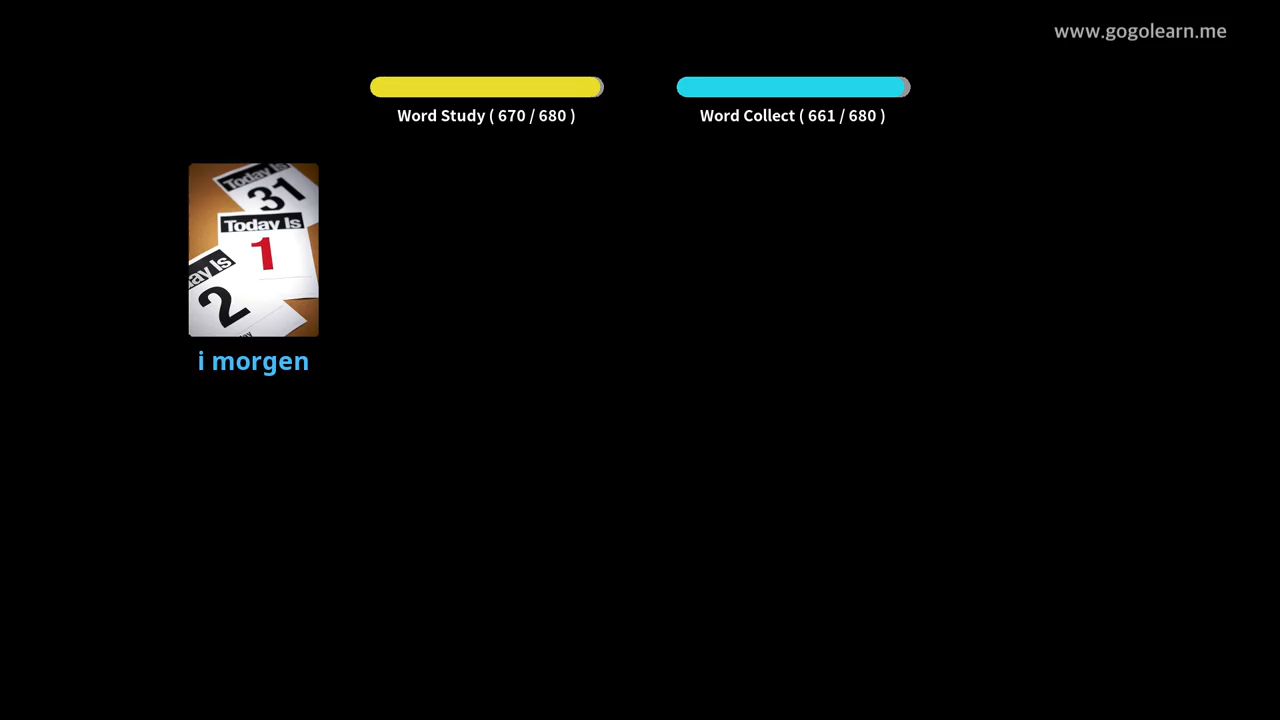 www.gogolearn.me
Word Study ( 670 / 680 )
Word Collect ( 661 / 680 )
Today Is
31
Today Is
1
ay Is
2
i morgen